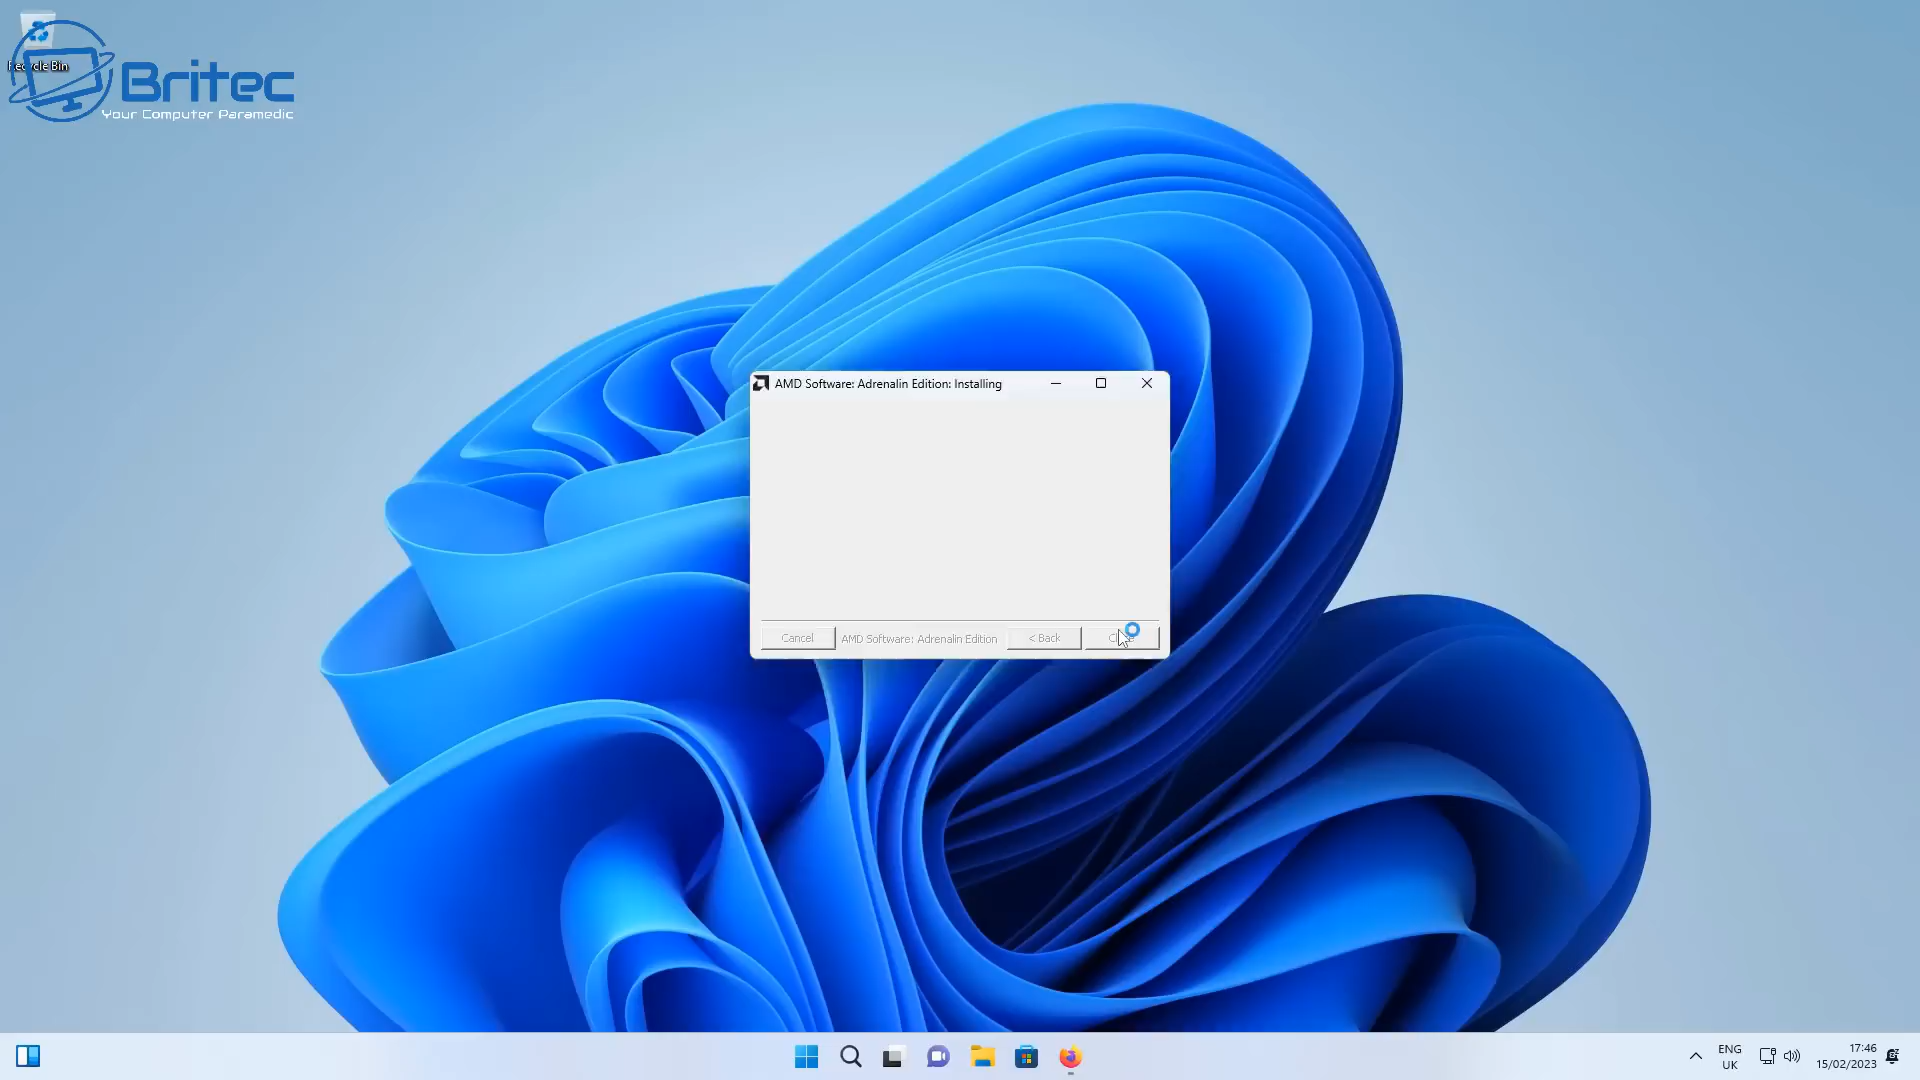 Recycle Bin
Britec
Your Computer Paramedic
AMD Software: Adrenalin Edition: Installing
Cancel
AMD Software: Adrenalin Edition
< Back
ENG
UK
17:46
15/02/2023